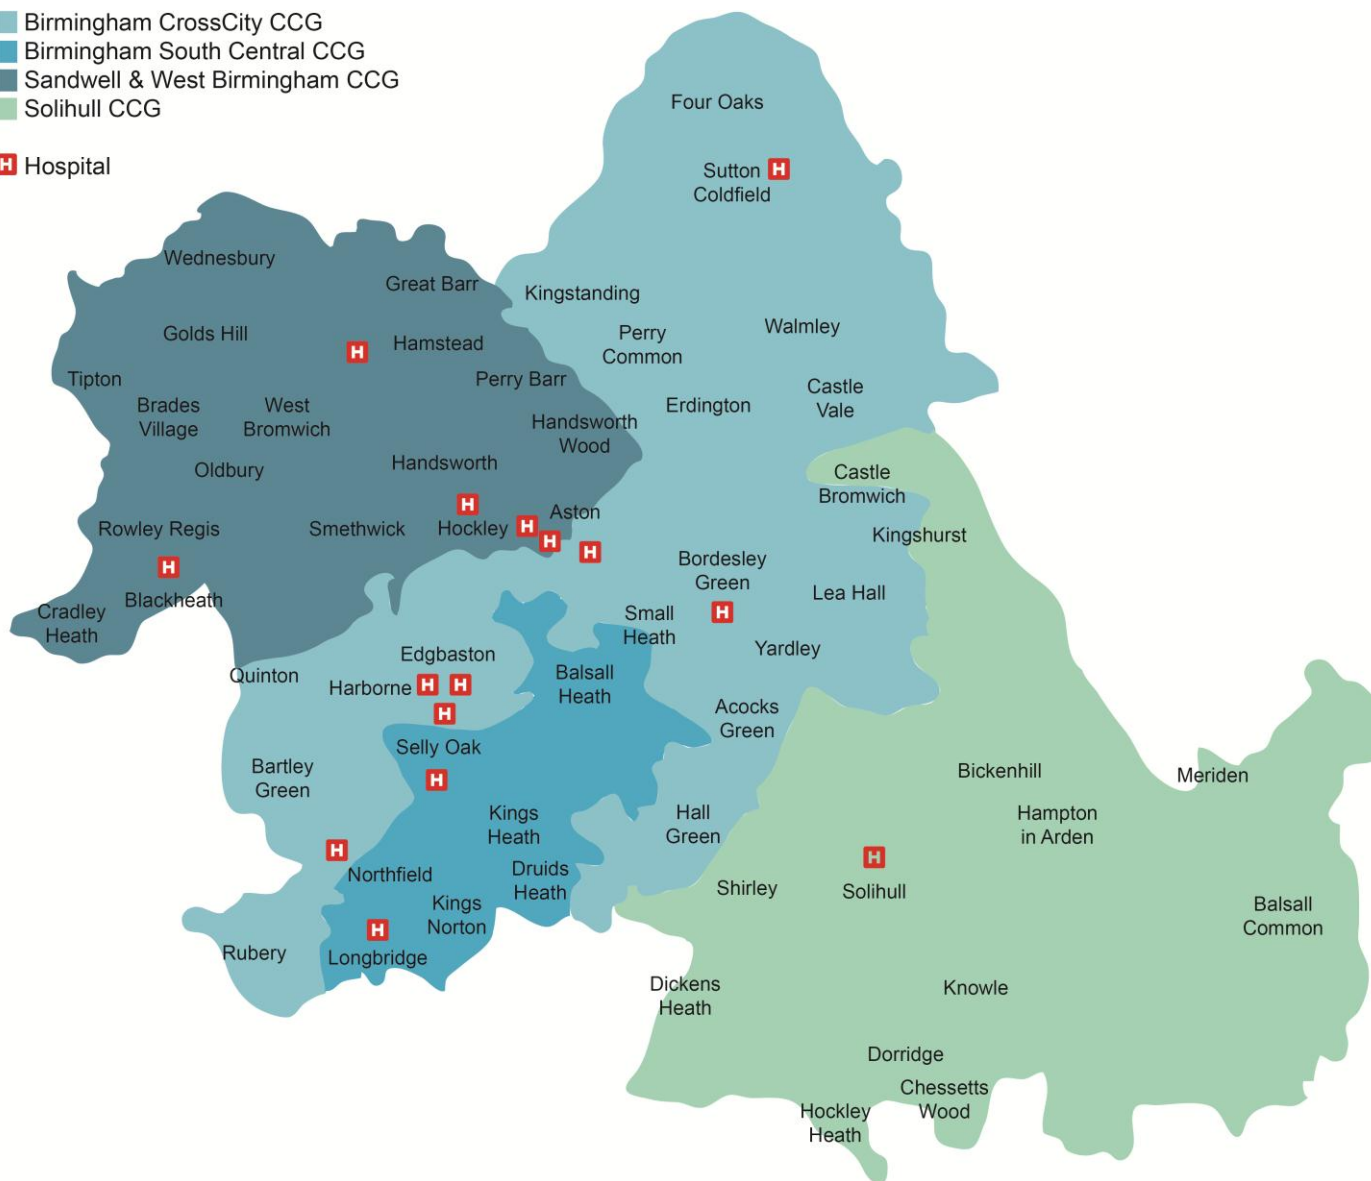 Birmingham CrossCity CCG
Birmingham South Central CCG
Sandwell & West Birmingham CCG
Solihull CCG
H Hospital
Four Oaks
Sutton H
Coldfield
Wednesbury
Great Barr
Kingstanding
Golds Hill
Hamstead
H
Perry
Common
Walmley
Tipton
Perry Barr
Brades
Village
West
Bromwich
Handsworth
Wood
Erdington
Castle
Vale
Oldbury
Handsworth
Castle
Bromwich
H
Rowley Regis
Smethwick
Hockley H
Aston
H
H
Kingshurst
H
Blackheath
Bordesley
Green
H
Lea Hall
Cradley
Heath
Small
Heath
Yardley
Edgbaston
Quinton
Harborne H H
H
Balsall
Heath
Acocks
Green
Selly Oak
H
Bartley
Green
Bickenhill
Meriden
Kings
Heath
Hall
Green
Hampton
in Arden
H
Northfield
Druids
Heath
Shirley
H
Solihull
Kings
Norton
Balsall
Common
H
Longbridge
Rubery
Dickens
Heath
Knowle
Dorridge
Chessetts
Wood
Hockley
Heath